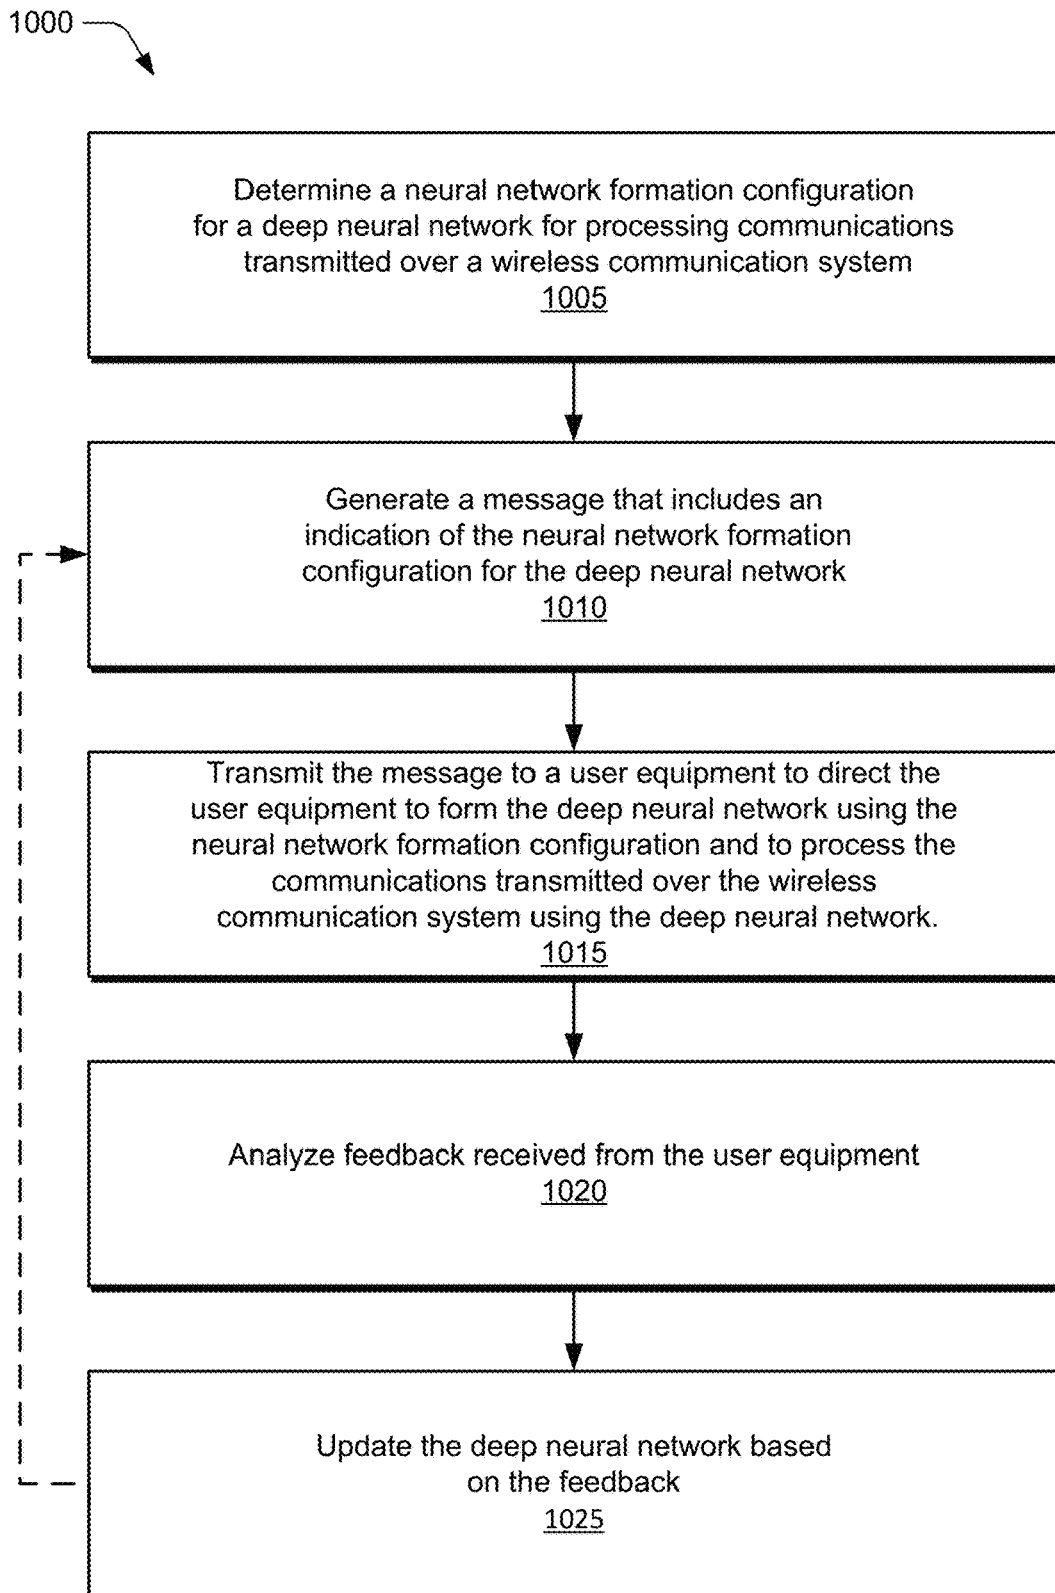 1000
Determine a neural network formation configuration
for a deep neural network for processing communications
transmitted over a wireless communication system
1005
Generate a message that includes an
indication of the neural network formation
configuration for the deep neural network
1010
Transmit the message to a user equipment to direct the
user equipment to form the deep neural network using the
neural network formation configuration and to process the
communications transmitted over the wireless
communication system using the deep neural network.
1015
Analyze feedback received from the user equipment
1020
Update the deep neural network based
on the feedback
1025